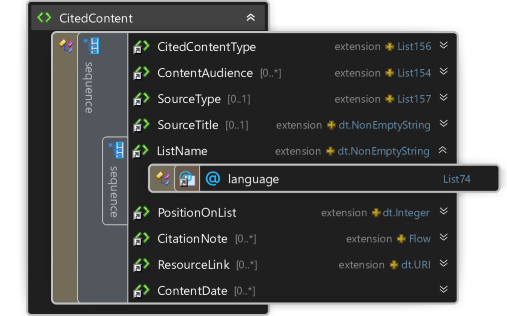 CitedContent
sequence
CitedContentType extension List156
ContentAudience [0..*] extension List154
SourceType [0..1] extension List157
SourceTitle [0..1] extension dt.NonEmptyString
sequence
ListName extension dt.NonEmptyString
@ language List74
PositionOnList extension dt.Integer
CitationNote [0..*] extension Flow
ResourceLink [0..*] extension dt.URI
ContentDate [0..*]